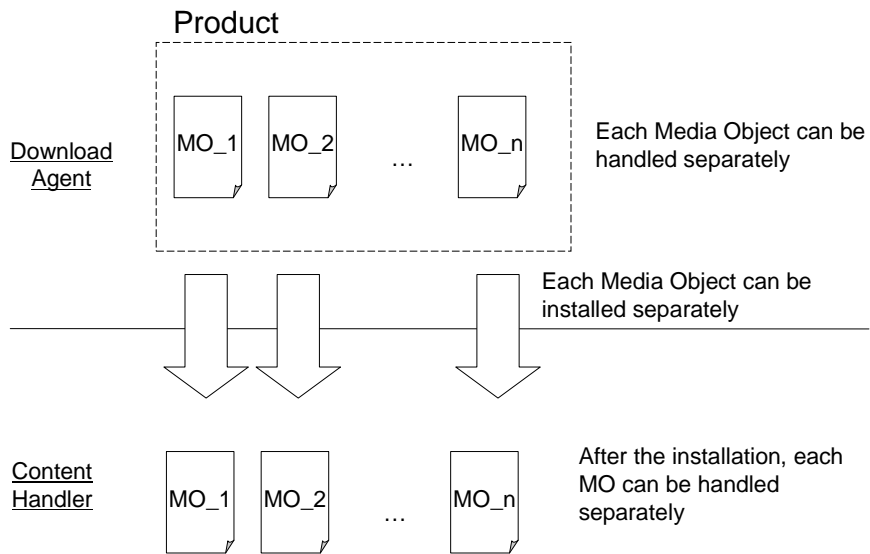 Product
MO_1 MO_2 ... MO_n
Download
Agent
Each Media Object can be
handled separately
Each Media Object can be
installed separately
Content
Handler
MO_1 MO_2 ... MO_n
After the installation, each
MO can be handled
separately